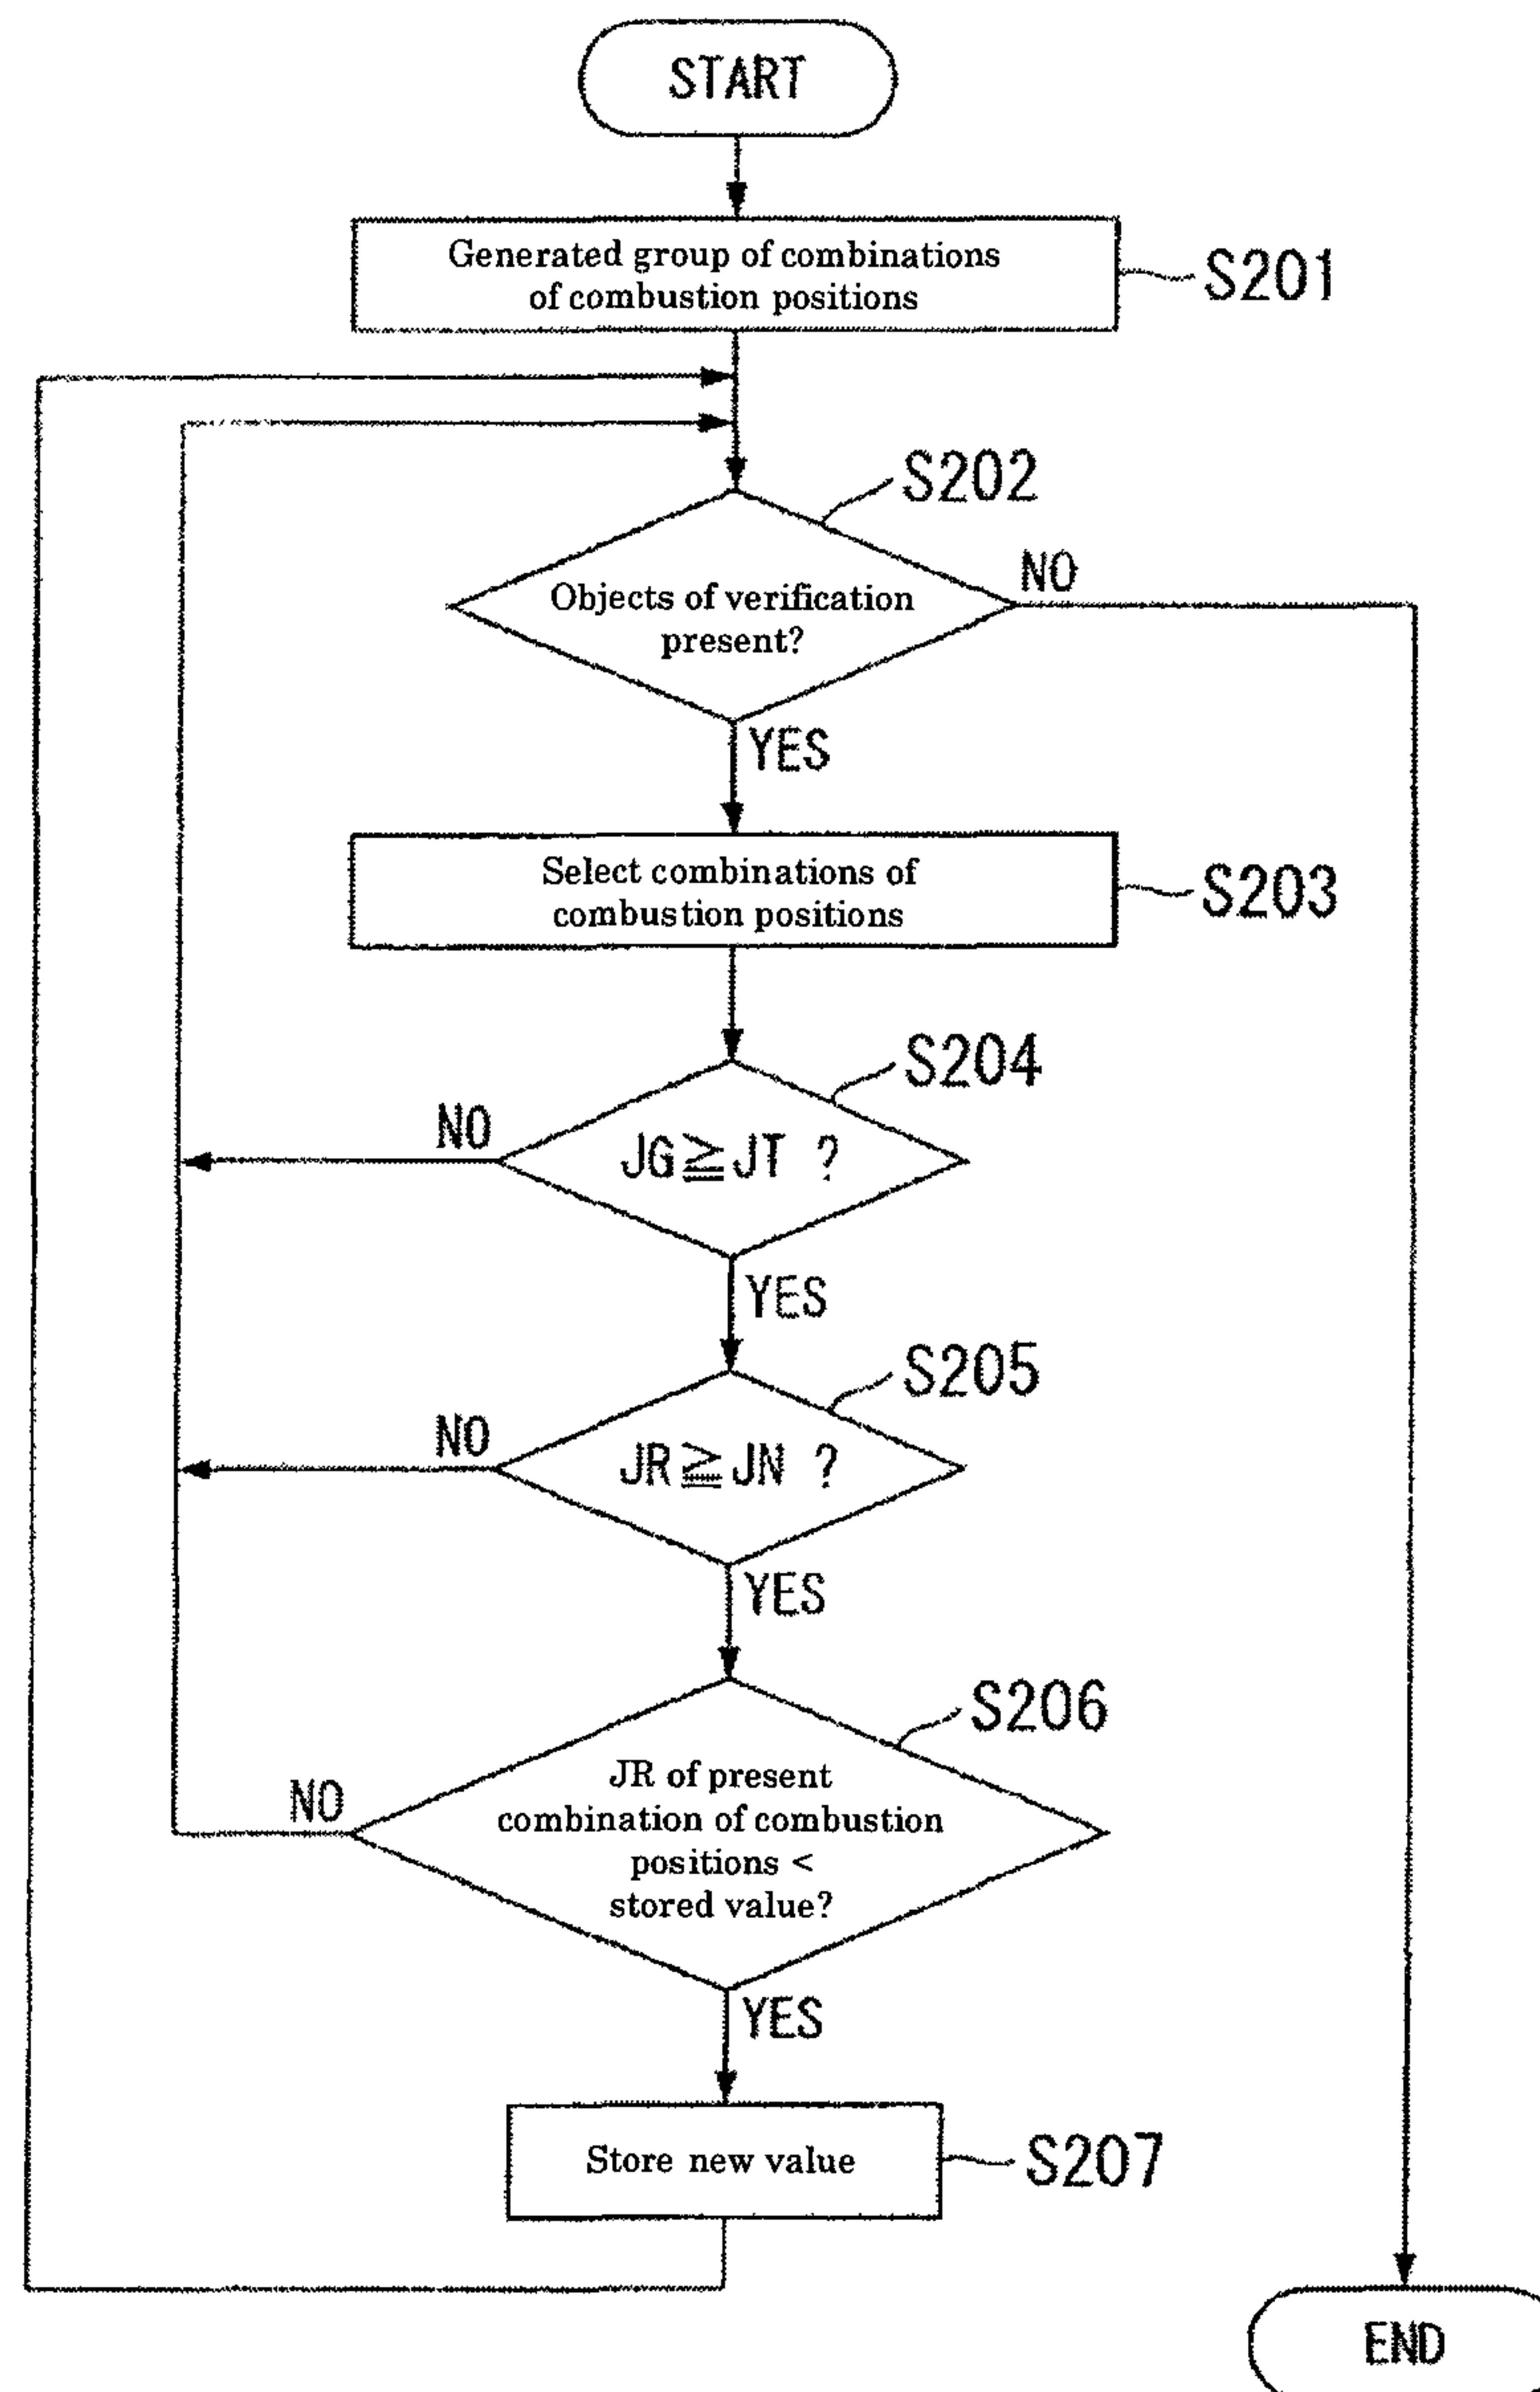 START
Generated group of combinations
of combustion positions
S201
S202
Objects of verification
present?
NO
YES
Select combinations of
combustion positions
S203
S204
NO
JG≧JT ?
YES
S205
NO
JR≧JN ?
YES
S206
NO
JR of present
combination of combustion
positions <
stored value?
YES
Store new value
S207
END